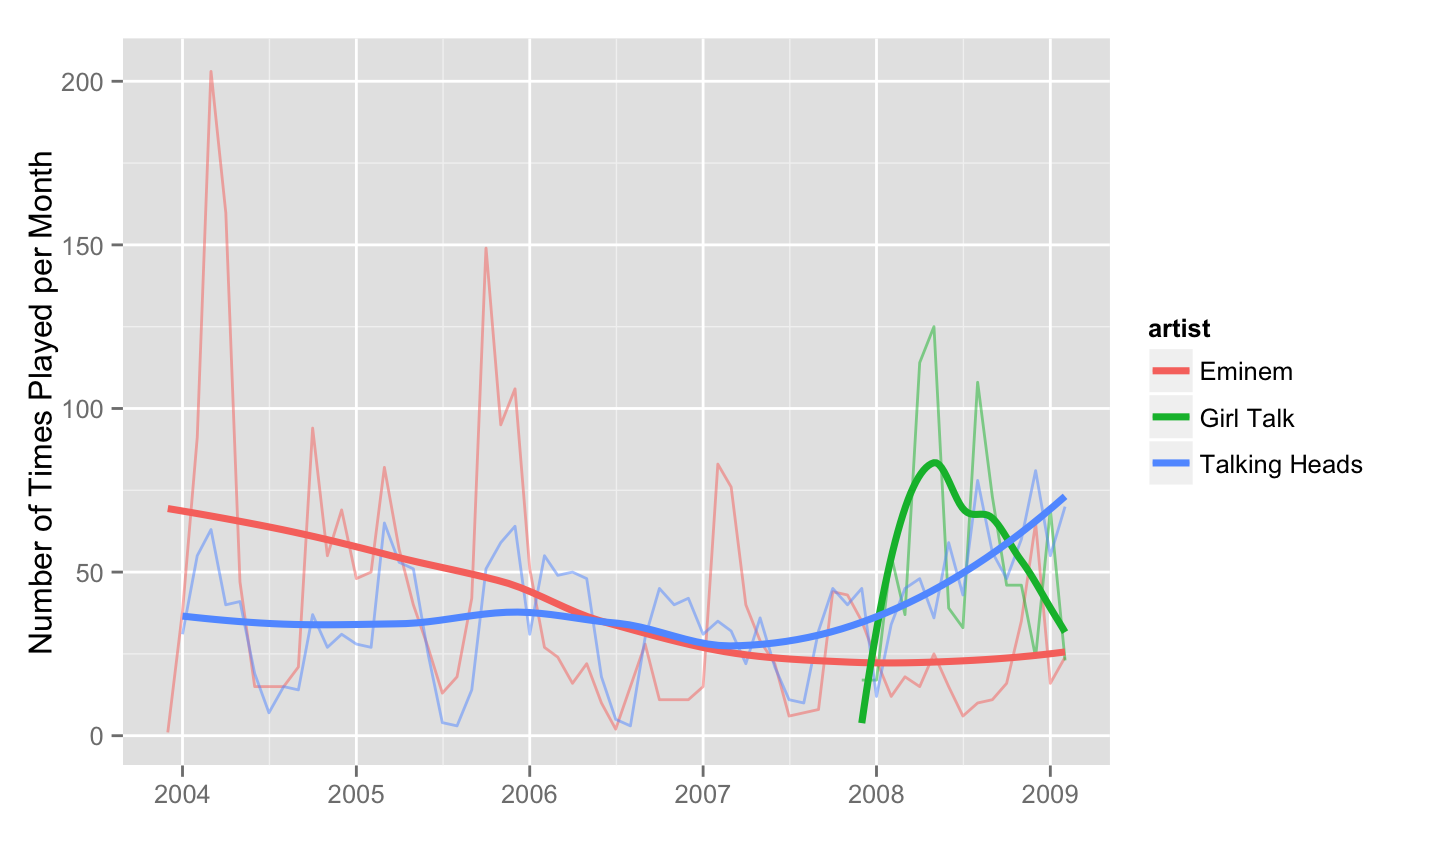 Number of Times Played per Month
200
150
100
50
0
2004 2005 2006 2007 2008 2009
artist
Eminem
Girl Talk
Talking Heads